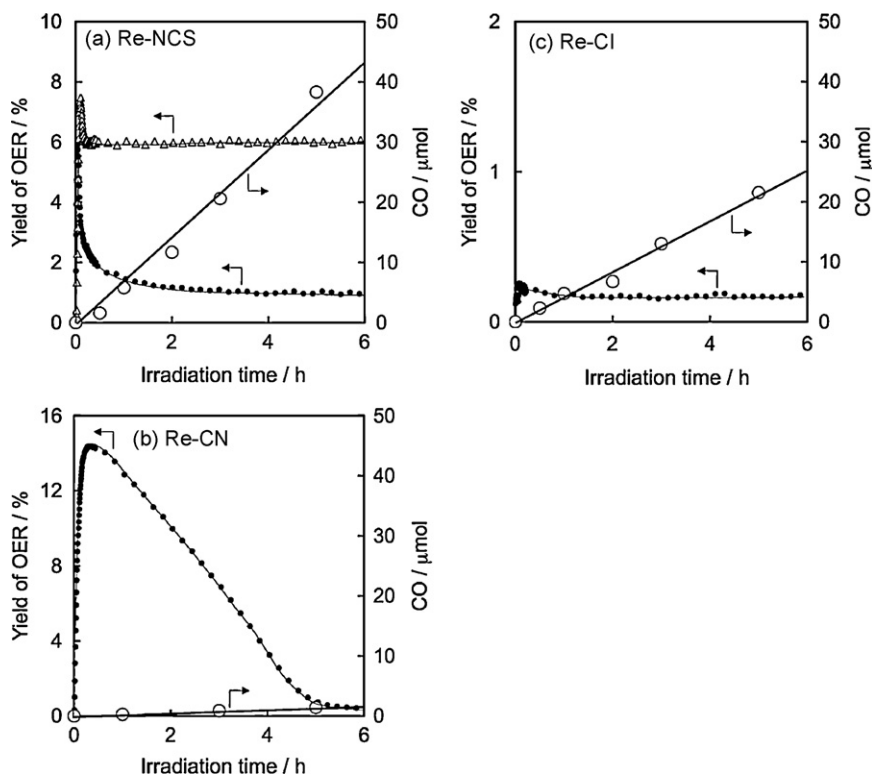 (a) Re-NCS
Yield of OER / %
10
8
6
4
2
0
CO / μmol
50
40
30
20
10
0
0 2 4 6
Irradiation time / h
(c) Re-Cl
Yield of OER / %
2
1
0
CO / μmol
50
40
30
20
10
0
0 2 4 6
Irradiation time / h
(b) Re-CN
Yield of OER / %
16
12
8
4
0
CO / μmol
50
40
30
20
10
0
0 2 4 6
Irradiation time / h